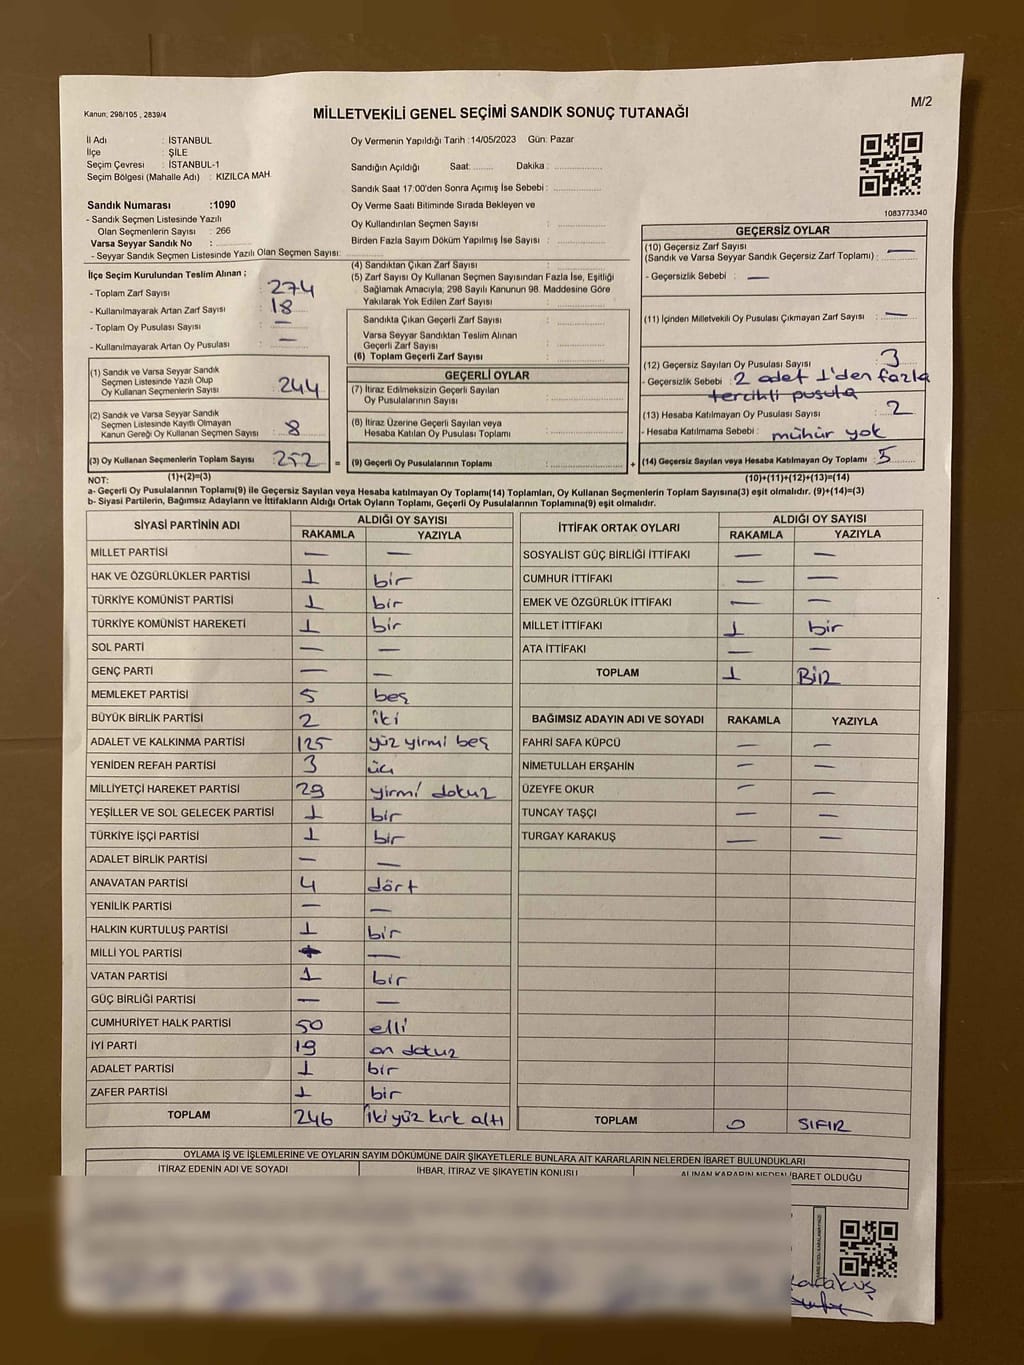 M/2
Kanun; 298/105 , 2839/4
MİLLETVEKİLİ GENEL SEÇİMİ SANDIK SONUÇ TUTANAĞI
İl Adı : İSTANBUL
İlçe : ŞİLE
Seçim Çevresi : İSTANBUL-1
Seçim Bölgesi (Mahalle Adı) : KIZILCA MAH.
Sandık Numarası :1090
- Sandık Seçmen Listesinde Yazılı
Olan Seçmenlerin Sayısı : 266
Varsa Seyyar Sandık No :
- Seyyar Sandık Seçmen Listesinde Yazılı Olan Seçmen Sayısı:
Oy Vermenin Yapıldığı Tarih : 14/05/2023 Gün: Pazar
Sandığın Açıldığı Saat:........ Dakika: ................
Sandık Saat 17:00'den Sonra Açımış İse Sebebi : ................
Oy Verme Saati Bitiminde Sırada Bekleyen ve
Oy Kullandırılan Seçmen Sayısı : ................
Birden Fazla Sayım Döküm Yapılmış İse Sayısı : ................
1083773340
İlçe Seçim Kurulundan Teslim Alınan ;
- Toplam Zarf Sayısı : 274
- Kullanılmayarak Artan Zarf Sayısı : 18
- Toplam Oy Pusulası Sayısı : —
- Kullanılmayarak Artan Oy Pusulası : —
(1) Sandık ve Varsa Seyyar Sandık
Seçmen Listesinde Yazılı Olup
Oy Kullanan Seçmenlerin Sayısı : 244
(2) Sandık ve Varsa Seyyar Sandık
Seçmen Listesinde Kayıtlı Olmayan
Kanun Gereği Oy Kullanan Seçmen Sayısı : 8
(3) Oy Kullanan Seçmenlerin Toplam Sayısı : 252 =
(1)+(2)=(3)
(4) Sandıktan Çıkan Zarf Sayısı :
(5) Zarf Sayısı Oy Kullanan Seçmen Sayısından Fazla İse, Eşitliği
Sağlamak Amacıyla, 298 Sayılı Kanunun 98. Maddesine Göre
Yakılarak Yok Edilen Zarf Sayısı :
Sandıkta Çıkan Geçerli Zarf Sayısı :
Varsa Seyyar Sandıktan Teslim Alınan
Geçerli Zarf Sayısı :
(6) Toplam Geçerli Zarf Sayısı :
GEÇERLİ OYLAR
(7) İtiraz Edilmeksizin Geçerli Sayılan
Oy Pusulalarının Sayısı :
(8) İtiraz Üzerine Geçerli Sayılan veya
Hesaba Katılan Oy Pusulası Toplamı :
(9) Geçerli Oy Pusulalarının Toplamı : +
GEÇERSİZ OYLAR
(10) Geçersiz Zarf Sayısı
(Sandık ve Varsa Seyyar Sandık Geçersiz Zarf Toplamı) : —
- Geçersizlik Sebebi : —
(11) İçinden Milletvekili Oy Pusulası Çıkmayan Zarf Sayısı : —
(12) Geçersiz Sayılan Oy Pusulası Sayısı : 3
- Geçersizlik Sebebi : 2 adet 1'den fazla
tercihli pusula
(13) Hesaba Katılmayan Oy Pusulası Sayısı : 2
- Hesaba Katılmama Sebebi : mühür yok
(14) Geçersiz Sayılan veya Hesaba Katılmayan Oy Toplamı : 5
(10)+(11)+(12)+(13)=(14)
NOT:
a- Geçerli Oy Pusulalarının Toplamı(9) ile Geçersiz Sayılan veya Hesaba katılmayan Oy Toplamı(14) Toplamları, Oy Kullanan Seçmenlerin Toplam Sayısına(3) eşit olmalıdır. (9)+(14)=(3)
b- Siyasi Partilerin, Bağımsız Adayların ve İttifakların Aldığı Ortak Oyların Toplamı, Geçerli Oy Pusulalarının Toplamına(9) eşit olmalıdır.
SİYASİ PARTİNİN ADI ALDIĞI OY SAYISI
RAKAMLA YAZIYLA
MİLLET PARTİSİ — —
HAK VE ÖZGÜRLÜKLER PARTİSİ 1 bir
TÜRKİYE KOMÜNİST PARTİSİ 1 bir
TÜRKİYE KOMÜNİST HAREKETİ 1 bir
SOL PARTİ — —
GENÇ PARTİ — —
MEMLEKET PARTİSİ 5 beş
BÜYÜK BİRLİK PARTİSİ 2 iki
ADALET VE KALKINMA PARTİSİ 125 yüz yirmi beş
YENİDEN REFAH PARTİSİ 3 üç
MİLLİYETÇİ HAREKET PARTİSİ 29 yirmi dokuz
YEŞİLLER VE SOL GELECEK PARTİSİ 1 bir
TÜRKİYE İŞÇİ PARTİSİ 1 bir
ADALET BİRLİK PARTİSİ — —
ANAVATAN PARTİSİ 4 dört
YENİLİK PARTİSİ — —
HALKIN KURTULUŞ PARTİSİ 1 bir
MİLLİ YOL PARTİSİ —
VATAN PARTİSİ 1 bir
GÜÇ BİRLİĞİ PARTİSİ — —
CUMHURİYET HALK PARTİSİ 50 elli
İYİ PARTİ 19 on dokuz
ADALET PARTİSİ 1 bir
ZAFER PARTİSİ 1 bir
TOPLAM 246 iki yüz kırk altı
İTTİFAK ORTAK OYLARI ALDIĞI OY SAYISI
RAKAMLA YAZIYLA
SOSYALİST GÜÇ BİRLİĞİ İTTİFAKI — —
CUMHUR İTTİFAKI — —
EMEK VE ÖZGÜRLÜK İTTİFAKI — —
MİLLET İTTİFAKI 1 bir
ATA İTTİFAKI — —
TOPLAM 1 BİR
BAĞIMSIZ ADAYIN ADI VE SOYADI RAKAMLA YAZIYLA
FAHRİ SAFA KÜPCÜ — —
NİMETULLAH ERŞAHİN — —
ÜZEYFE OKUR — —
TUNCAY TAŞÇI — —
TURGAY KARAKUŞ — —
TOPLAM 0 SIFIR
OYLAMA İŞ VE İŞLEMLERİNE VE OYLARIN SAYIM DÖKÜMÜNE DAİR ŞİKAYETLERLE BUNLARA AİT KARARLARIN NELERDEN İBARET BULUNDUKLARI
İTİRAZ EDENİN ADI VE SOYADI İHBAR, İTİRAZ VE ŞİKAYETİN KONUSU ALINAN KARARIN NEDEN İBARET OLDUĞU
Karakuş